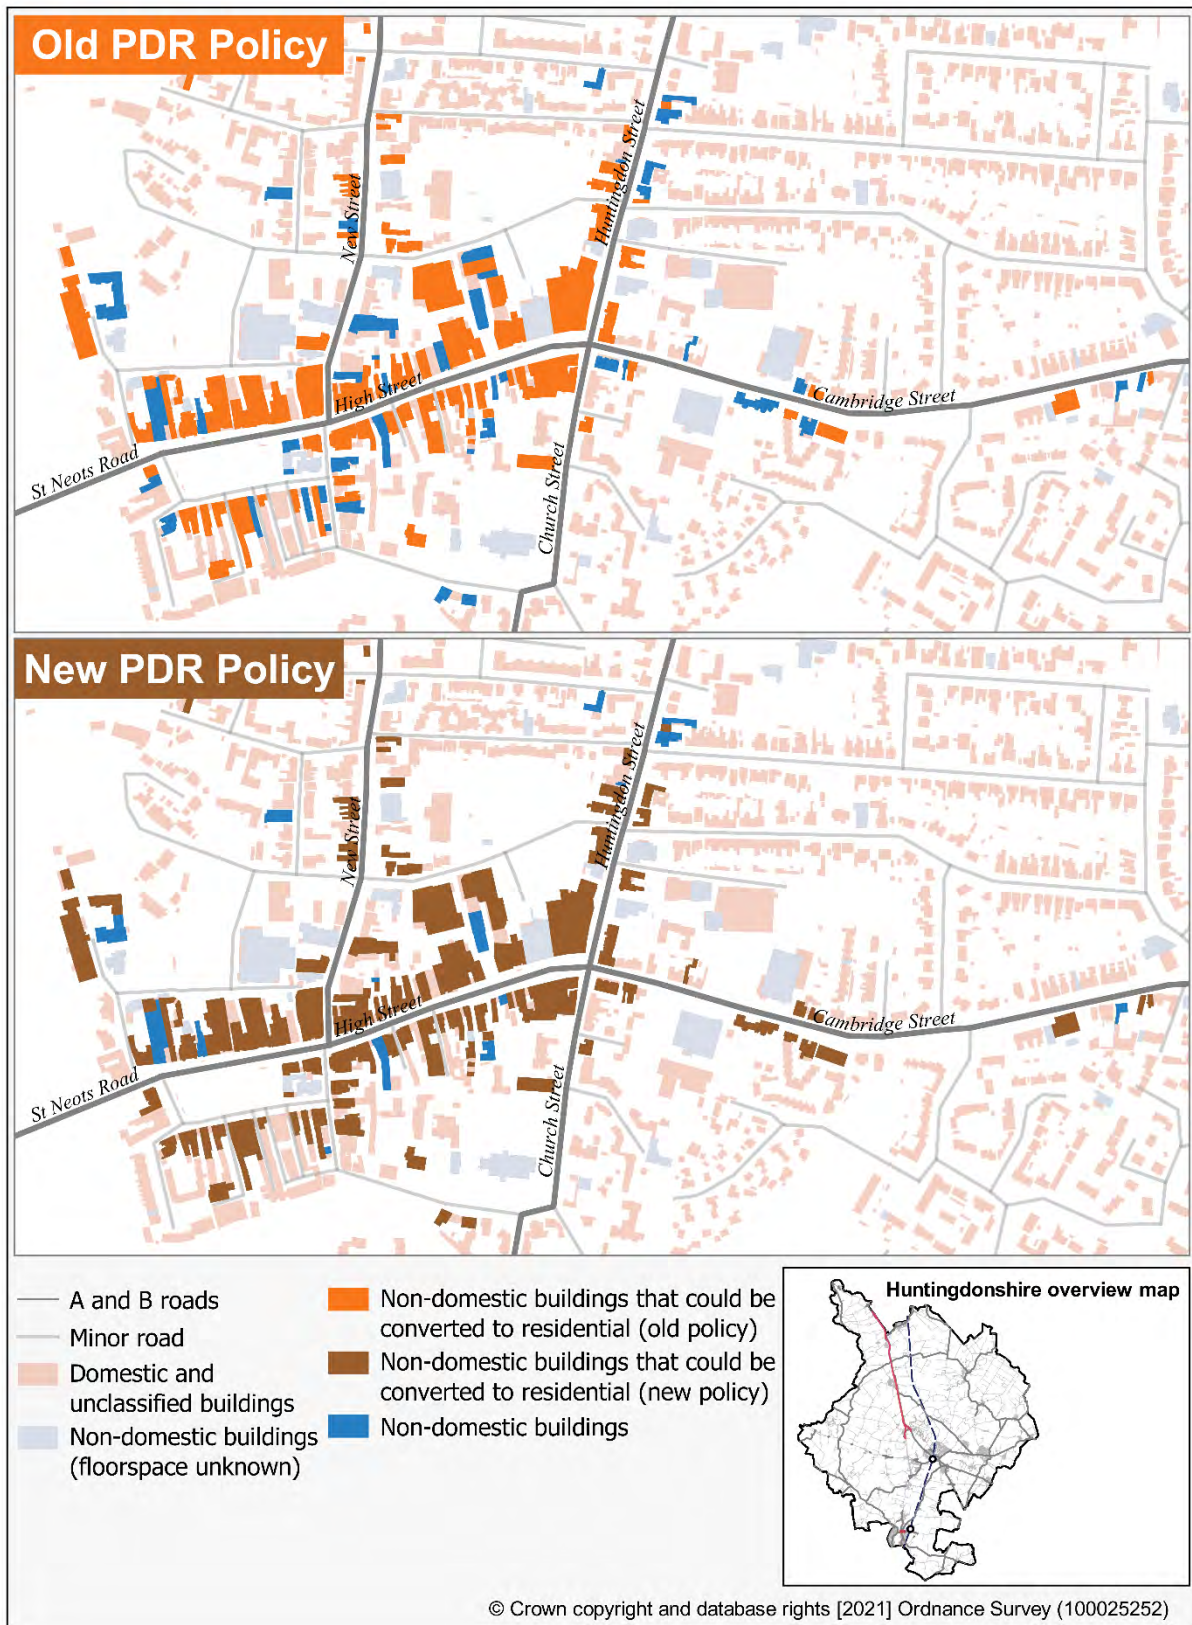 Old PDR Policy
Huntingdon Street
New Street
High Street
Cambridge Street
St Neots Road
Church Street
New PDR Policy
Huntingdon Street
New Street
High Street
Cambridge Street
St Neots Road
Church Street
A and B roads
Minor road
Domestic and
unclassified buildings
Non-domestic buildings
(floorspace unknown)
Non-domestic buildings that could be
converted to residential (old policy)
Non-domestic buildings that could be
converted to residential (new policy)
Non-domestic buildings
Huntingdonshire overview map
© Crown copyright and database rights [2021] Ordnance Survey (100025252)